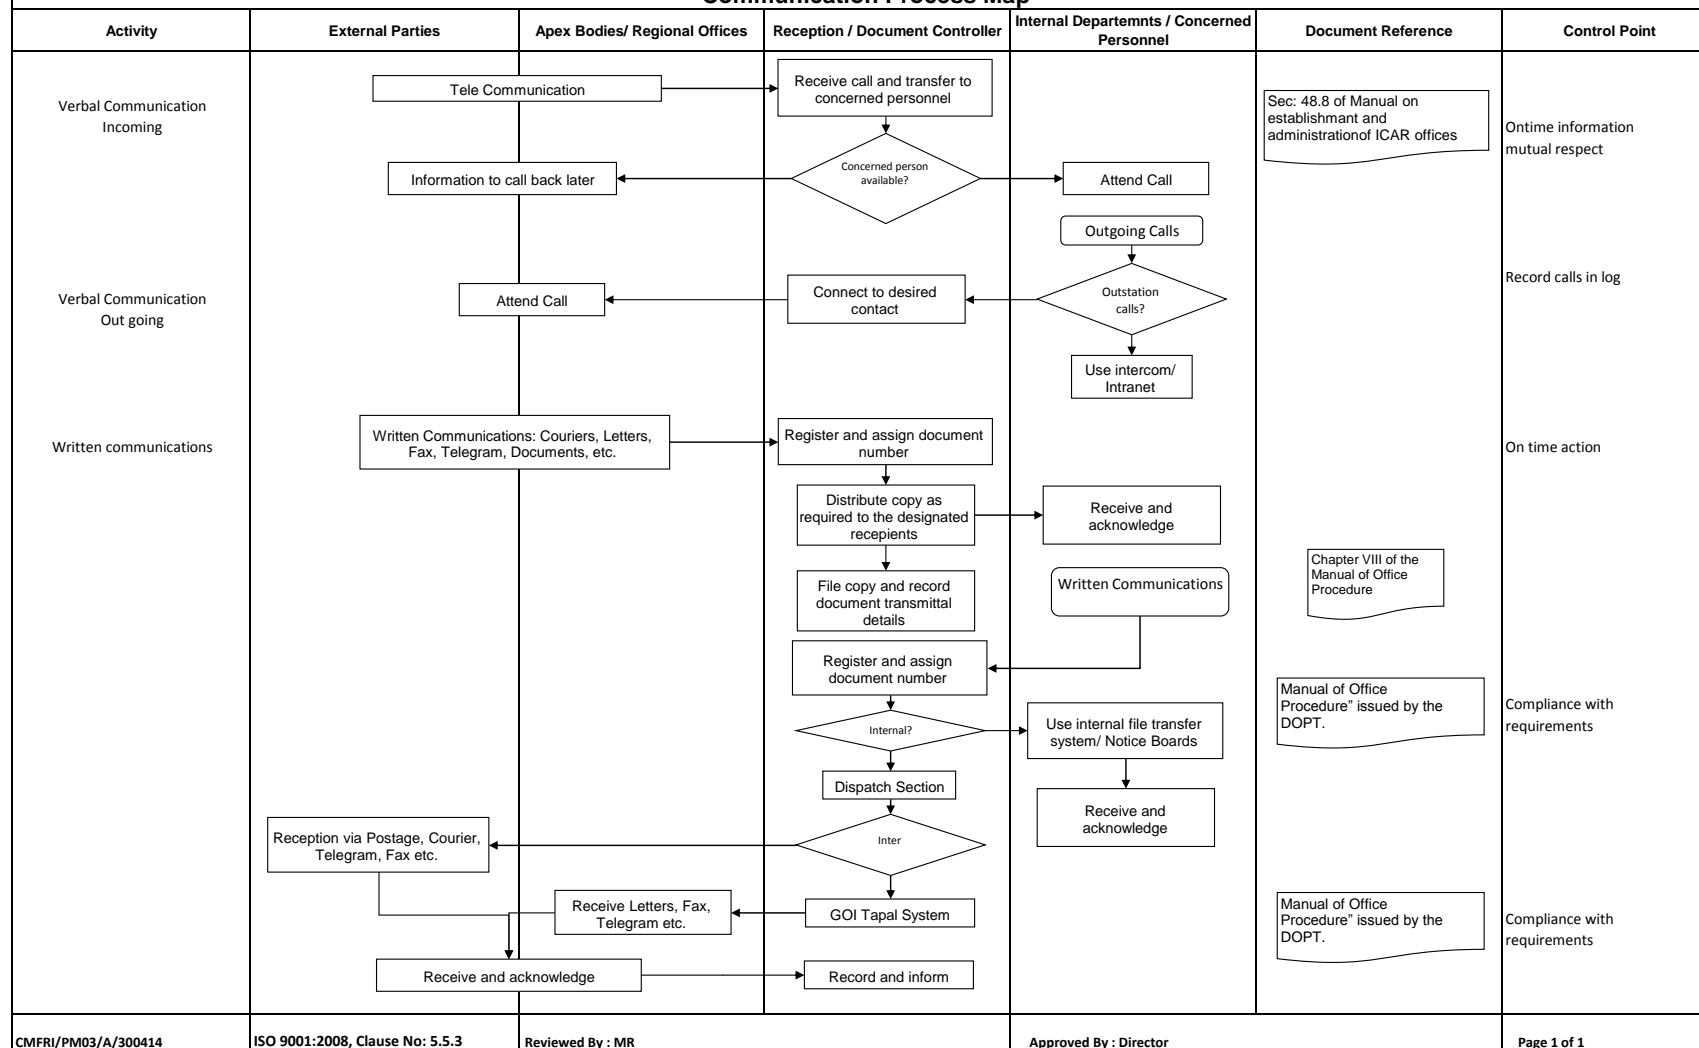 Communication Process Map
Activity
External Parties
Apex Bodies/ Regional Offices
Reception / Document Controller
Internal Departemnts / Concerned
Personnel
Document Reference
Control Point
Verbal Communication
Incoming
Tele Communication
Receive call and transfer to
concerned personnel
Sec: 48.8 of Manual on
establishmant and
administrationof ICAR offices
Ontime information
mutual respect
Concerned person
available?
Information to call back later
Attend Call
Outgoing Calls
Verbal Communication
Out going
Attend Call
Connect to desired
contact
Outstation
calls?
Record calls in log
Use intercom/
Intranet
Written communications
Written Communications: Couriers, Letters,
Fax, Telegram, Documents, etc.
Register and assign document
number
On time action
Distribute copy as
required to the designated
recepients
Receive and
acknowledge
Chapter VIII of the
Manual of Office
Procedure
File copy and record
document transmittal
details
Written Communications
Register and assign
document number
Manual of Office
Procedure” issued by the
DOPT.
Compliance with
requirements
Internal?
Use internal file transfer
system/ Notice Boards
Dispatch Section
Receive and
acknowledge
Inter
Reception via Postage, Courier,
Telegram, Fax etc.
Receive Letters, Fax,
Telegram etc.
GOI Tapal System
Manual of Office
Procedure” issued by the
DOPT.
Compliance with
requirements
Receive and acknowledge
Record and inform
CMFRI/PM03/A/300414
ISO 9001:2008, Clause No: 5.5.3
Reviewed By : MR
Approved By : Director
Page 1 of 1